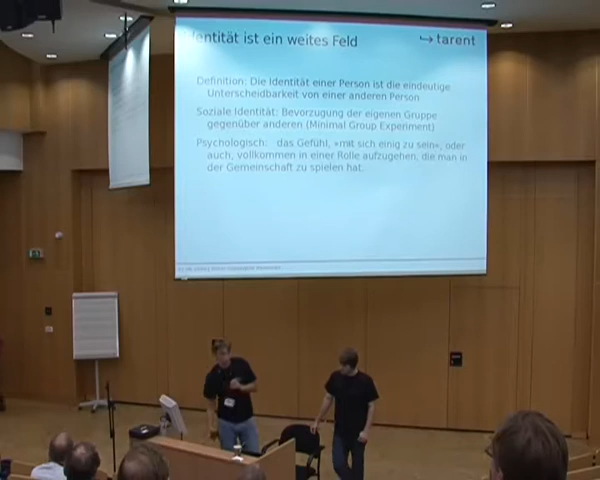 entität ist ein weites Feld
tarent
Definition: Die Identität einer Person ist die eindeutige
Unterscheidbarkeit von einer anderen Person
Soziale Identität: Bevorzugung der eigenen Gruppe
gegenüber anderen (Minimal Group Experiment)
Psychologisch: das Gefühl, »mit sich einig zu sein«, oder
auch, vollkommen in einer Rolle aufzugehen, die man in
der Gemeinschaft zu spielen hat.